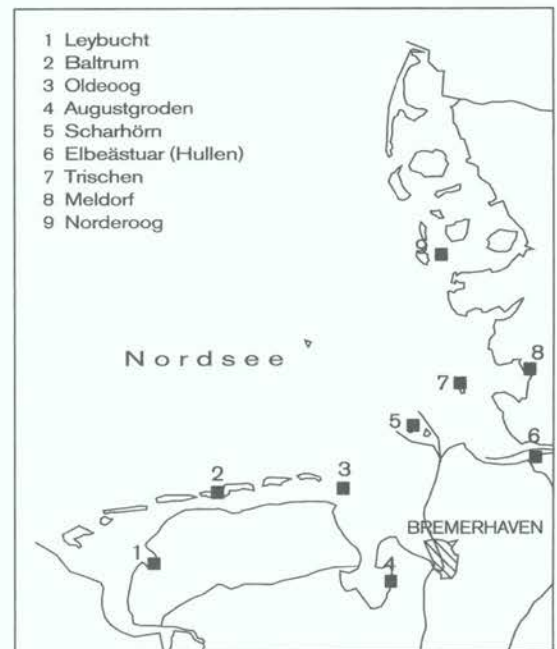 1 Leybucht
2 Baltrum
3 Oldeoog
4 Augustgroden
5 Scharhörn
6 Elbeästuar (Hullen)
7 Trischen
8 Meldorf
9 Norderoog
9
Nordsee
8
7
5
6
2
3
BREMERHAVEN
1
4